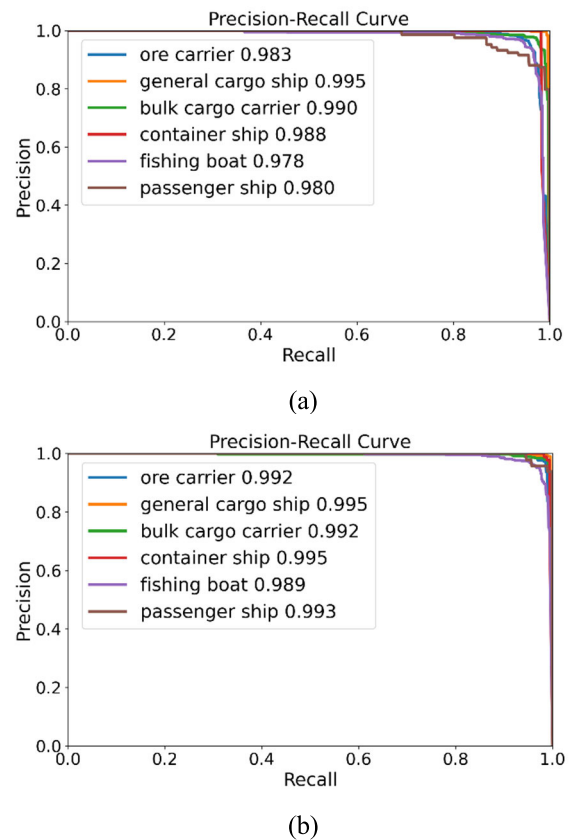 Precision-Recall Curve
1.0
0.8
0.6
0.4
0.2
0.0
Precision
ore carrier 0.983
general cargo ship 0.995
bulk cargo carrier 0.990
container ship 0.988
fishing boat 0.978
passenger ship 0.980
0.0 0.2 0.4 0.6 0.8 1.0
Recall
(a)
Precision-Recall Curve
1.0
0.8
0.6
0.4
0.2
0.0
Precision
ore carrier 0.992
general cargo ship 0.995
bulk cargo carrier 0.992
container ship 0.995
fishing boat 0.989
passenger ship 0.993
0.0 0.2 0.4 0.6 0.8 1.0
Recall
(b)